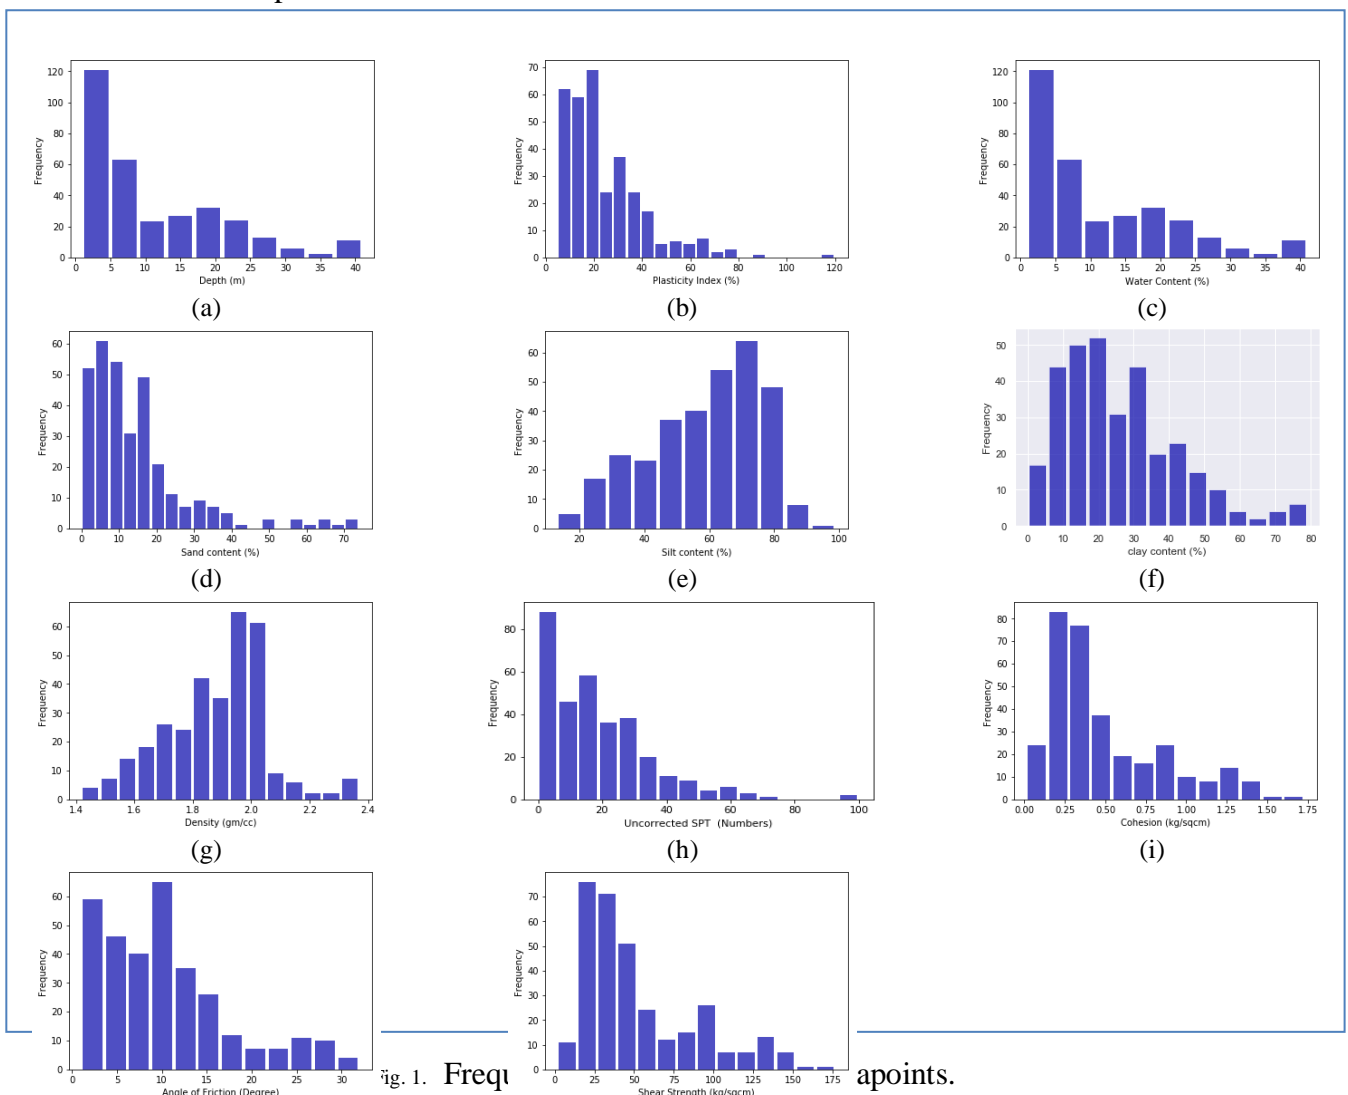 120
100
80
60
40
20
0
Frequency
0 5 10 15 20 25 30 35 40
Depth (m)
70
60
50
40
30
20
10
0
Frequency
0 20 40 60 80 100 120
Plasticity Index (%)
120
100
80
60
40
20
0
Frequency
0 5 10 15 20 25 30 35 40
Water Content (%)
(a) (b) (c)
60
50
40
30
20
10
0
Frequency
0 10 20 30 40 50 60 70
Sand content (%)
60
50
40
30
20
10
0
Frequency
20 40 60 80 100
Silt content (%)
50
40
30
20
10
0
Frequency
0 10 20 30 40 50 60 70 80
clay content (%)
(d) (e) (f)
60
50
40
30
20
10
0
Frequency
1.4 1.6 1.8 2.0 2.2 2.4
Density (gm/cc)
80
60
40
20
0
Frequency
0 20 40 60 80 100
Uncorrected SPT (Numbers)
80
70
60
50
40
30
20
10
0
Frequency
0.00 0.25 0.50 0.75 1.00 1.25 1.50 1.75
Cohesion (kg/sqcm)
(g) (h) (i)
60
50
40
30
20
10
0
Frequency
0 5 10 15 20 25 30
Angle of Friction (Degree)
70
60
50
40
30
20
10
0
Frequency
0 25 50 75 100 125 150 175
Shear Strength (kg/sqcm)
Fig. 1. Frequ apoints.